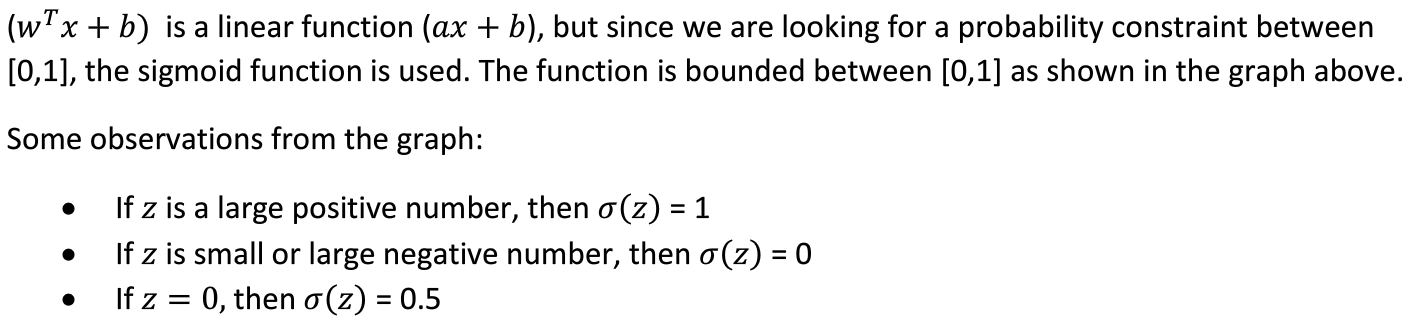 (wᵀx + b) is a linear function (ax + b), but since we are looking for a probability constraint between
[0,1], the sigmoid function is used. The function is bounded between [0,1] as shown in the graph above.
Some observations from the graph:
• If z is a large positive number, then σ(z) = 1
• If z is small or large negative number, then σ(z) = 0
• If z = 0, then σ(z) = 0.5